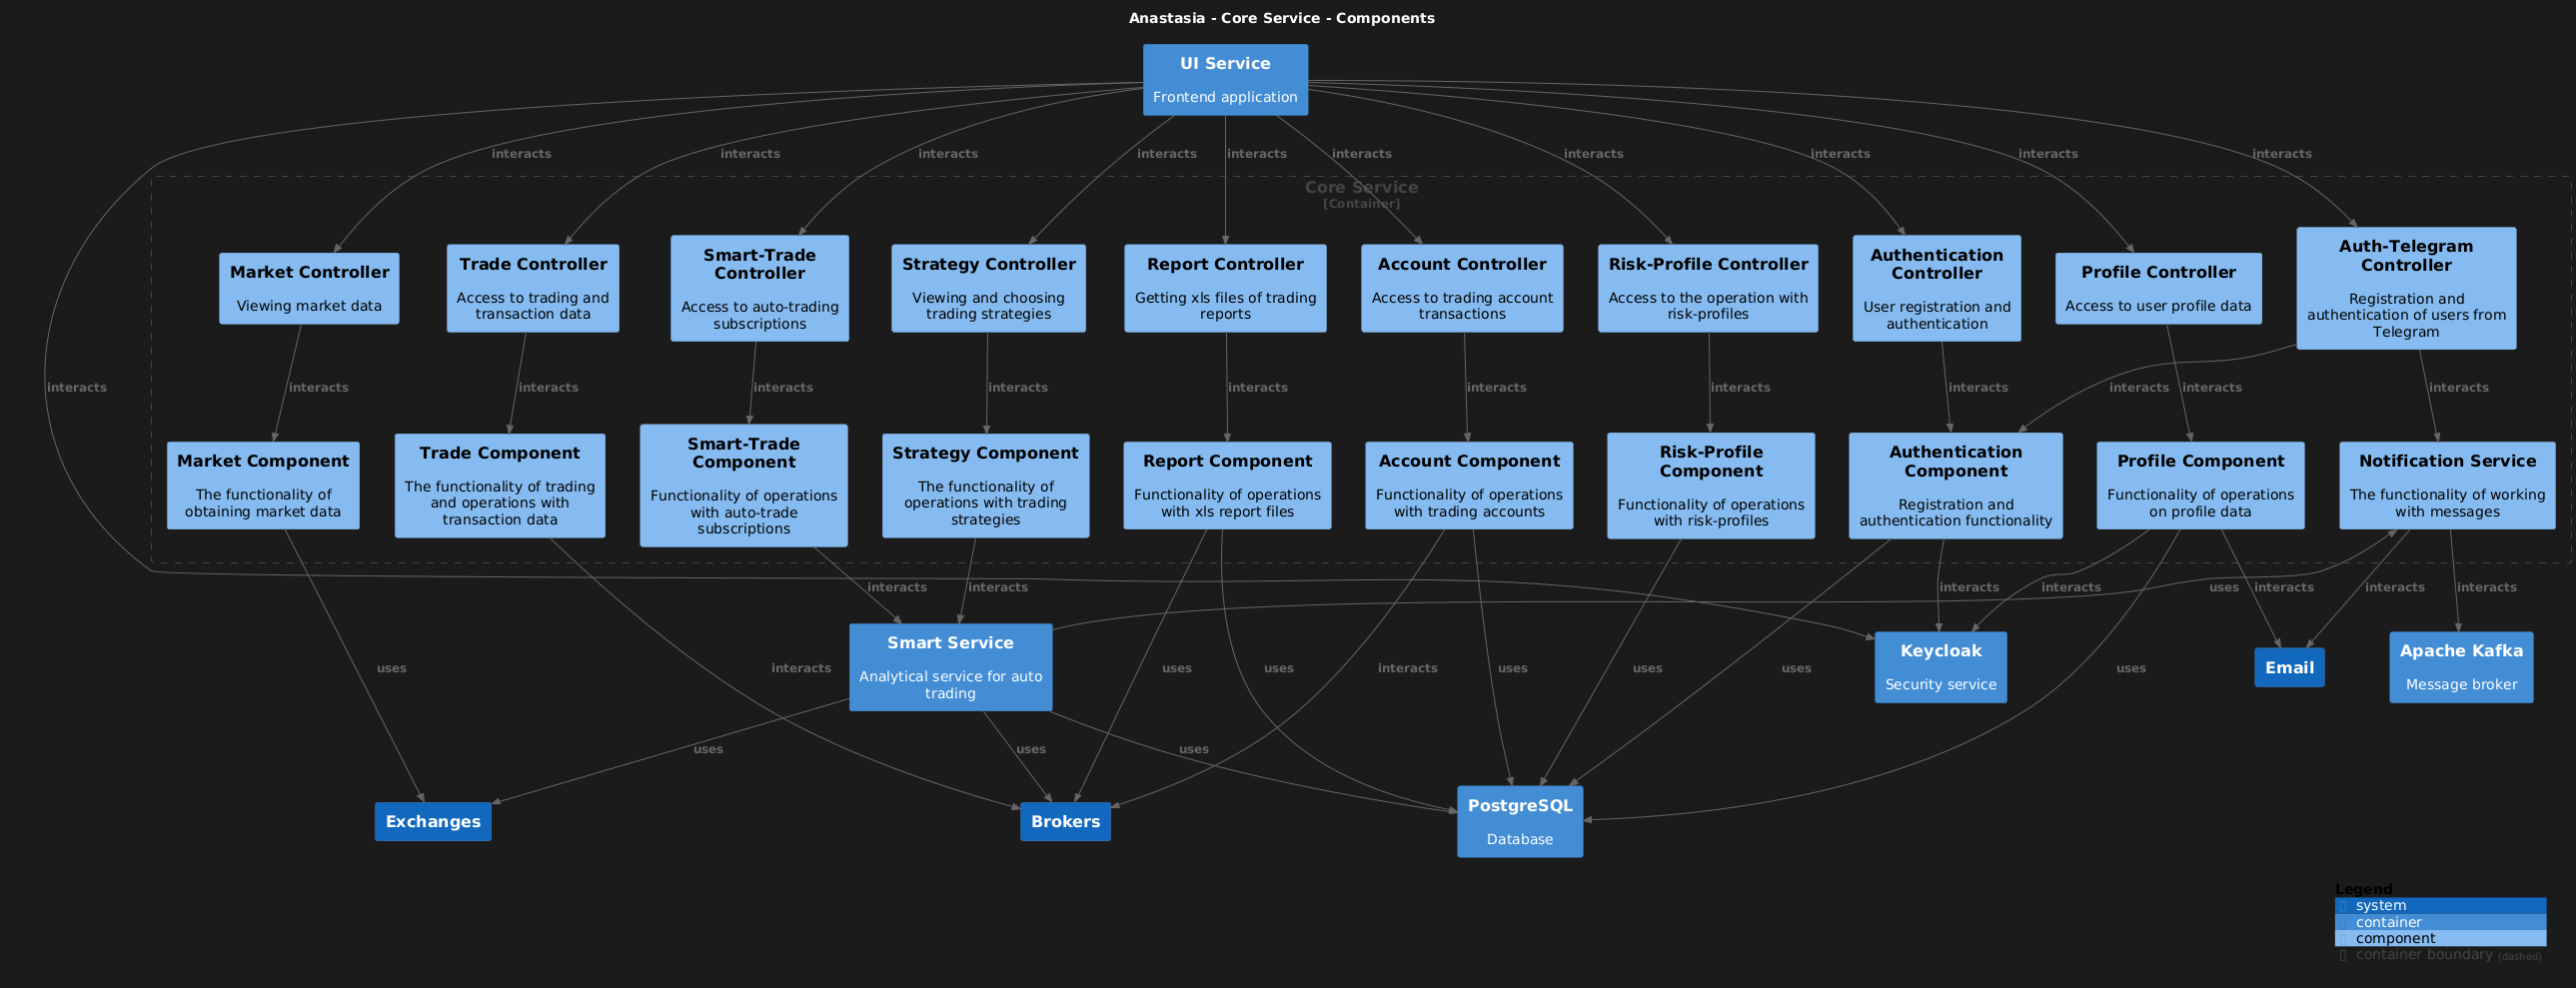 Anastasia - Core Service - Components
UI Service
Frontend application
interacts
interacts
interacts
interacts
interacts
interacts
interacts
interacts
interacts
interacts
Core Service
[Container]
Market Controller
Viewing market data
Trade Controller
Access to trading and
transaction data
Smart-Trade
Controller
Access to auto-trading
subscriptions
Strategy Controller
Viewing and choosing
trading strategies
Report Controller
Getting xls files of trading
reports
Account Controller
Access to trading account
transactions
Risk-Profile Controller
Access to the operation with
risk-profiles
Authentication
Controller
User registration and
authentication
Profile Controller
Access to user profile data
Auth-Telegram
Controller
Registration and
authentication of users from
Telegram
interacts
interacts
interacts
interacts
interacts
interacts
interacts
interacts
interacts
interacts
interacts
interacts
Market Component
The functionality of
obtaining market data
Trade Component
The functionality of trading
and operations with
transaction data
Smart-Trade
Component
Functionality of operations
with auto-trade
subscriptions
Strategy Component
The functionality of
operations with trading
strategies
Report Component
Functionality of operations
with xls report files
Account Component
Functionality of operations
with trading accounts
Risk-Profile
Component
Functionality of operations
with risk-profiles
Authentication
Component
Registration and
authentication functionality
Profile Component
Functionality of operations
on profile data
Notification Service
The functionality of working
with messages
interacts
interacts
interacts
interacts
uses
interacts
interacts
interacts
Smart Service
Analytical service for auto
trading
Keycloak
Security service
Email
Apache Kafka
Message broker
uses
interacts
uses
uses
interacts
uses
uses
uses
uses
uses
uses
uses
Exchanges
Brokers
PostgreSQL
Database
Legend
system
container
component
container boundary (dashed)